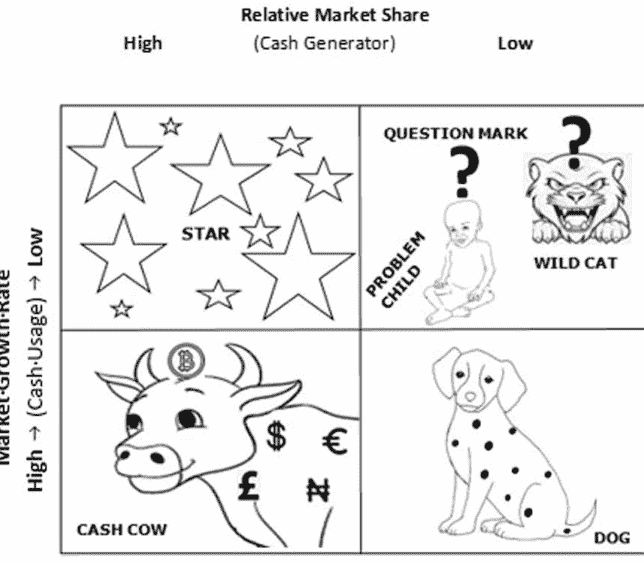 Relative Market Share
High (Cash Generator) Low
QUESTION MARK
?
?
STAR
PROBLEM
CHILD
WILD CAT
Market·Growth·Rate
High → (Cash·Usage) → Low
₿
$ €
£ ₦
CASH COW
DOG